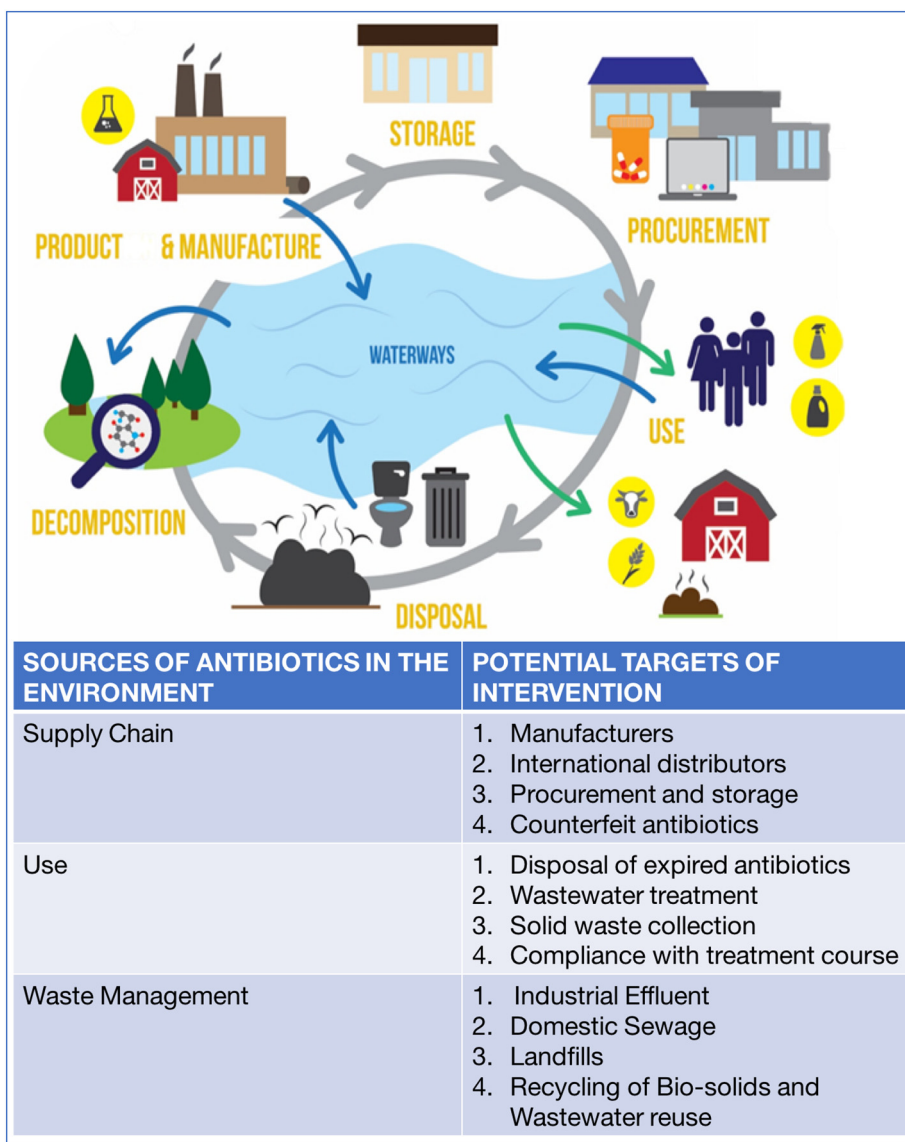 STORAGE
PROCUREMENT
PRODUCT & MANUFACTURE
WATERWAYS
USE
DECOMPOSITION
DISPOSAL
SOURCES OF ANTIBIOTICS IN THE
ENVIRONMENT
POTENTIAL TARGETS OF
INTERVENTION
Supply Chain
1. Manufacturers
2. International distributors
3. Procurement and storage
4. Counterfeit antibiotics
Use
1. Disposal of expired antibiotics
2. Wastewater treatment
3. Solid waste collection
4. Compliance with treatment course
Waste Management
1. Industrial Effluent
2. Domestic Sewage
3. Landfills
4. Recycling of Bio-solids and
Wastewater reuse